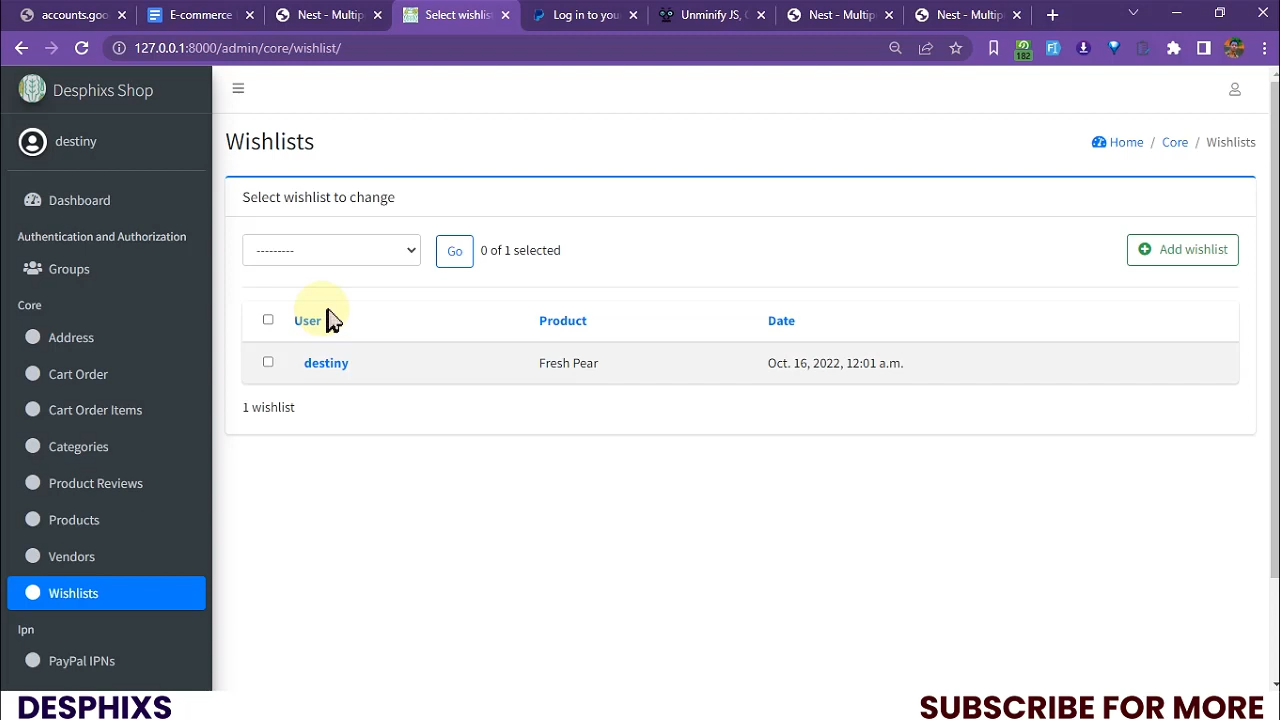 accounts.goo
E-commerce
Nest - Multip
Select wishlis
Log in to you
Unminify JS, C
Nest - Multip
Nest - Multip
127.0.0.1:8000/admin/core/wishlist/
182
Desphixs Shop
destiny
Dashboard
Authentication and Authorization
Groups
Core
Address
Cart Order
Cart Order Items
Categories
Product Reviews
Products
Vendors
Wishlists
Ipn
PayPal IPNs
Wishlists
Home / Core / Wishlists
Select wishlist to change
---------
Go
0 of 1 selected
Add wishlist
User Product Date
destiny Fresh Pear Oct. 16, 2022, 12:01 a.m.
1 wishlist
DESPHIXS
SUBSCRIBE FOR MORE